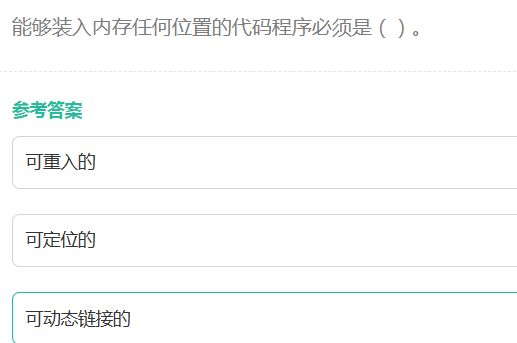 能够装入内存任何位置的代码程序必须是（ ）。
参考答案
可重入的
可定位的
可动态链接的